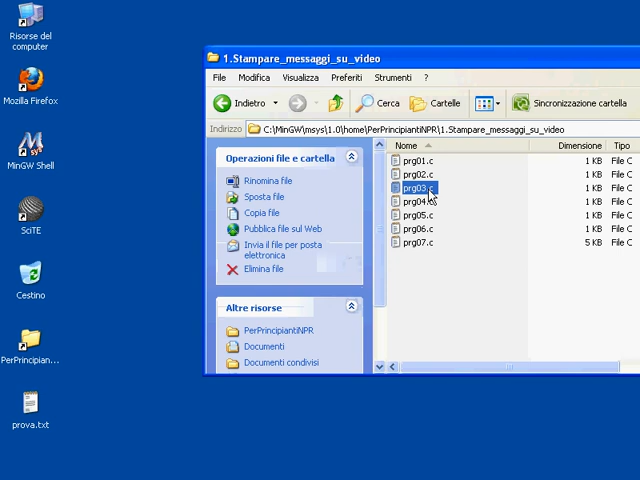 Risorse del
computer
Mozilla Firefox
MinGW Shell
SciTE
Cestino
PerPrincipian...
prova.txt
1.Stampare_messaggi_su_video
File Modifica Visualizza Preferiti Strumenti ?
Indietro Cerca Cartelle Sincronizzazione cartella
Indirizzo C:\MinGW\msys\1.0\home\PerPrincipiantiNPR\1.Stampare_messaggi_su_video
Operazioni file e cartella
Rinomina file
Sposta file
Copia file
Pubblica file sul Web
Invia il file per posta
elettronica
Elimina file
Altre risorse
PerPrincipiantiNPR
Documenti
Documenti condivisi
Nome Dimensione Tipo
prg01.c 1 KB File C
prg02.c 1 KB File C
prg03.c 1 KB File C
prg04.c 1 KB File C
prg05.c 1 KB File C
prg06.c 1 KB File C
prg07.c 5 KB File C